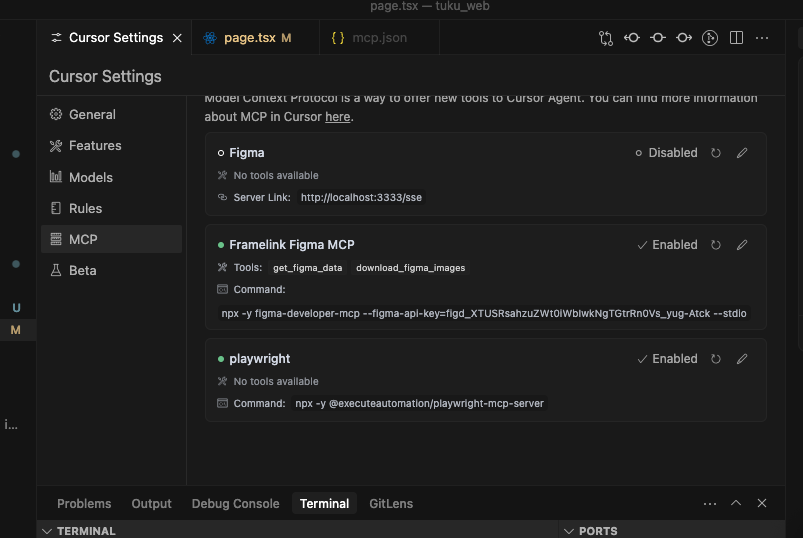 page.tsx — tuku_web
Cursor Settings
page.tsx M
{ } mcp.json
Cursor Settings
General
Features
Models
Rules
MCP
Beta
U
M
i...
Model Context Protocol is a way to offer new tools to Cursor Agent. You can find more information
about MCP in Cursor here.
Figma
Disabled
No tools available
Server Link: http://localhost:3333/sse
Framelink Figma MCP
Enabled
Tools: get_figma_data download_figma_images
Command:
npx -y figma-developer-mcp --figma-api-key=figd_XTUSRsahzuZWt0iWbIwkNgTGtrRn0Vs_yug-Atck --stdio
playwright
Enabled
No tools available
Command: npx -y @executeautomation/playwright-mcp-server
Problems Output Debug Console Terminal GitLens
TERMINAL
PORTS